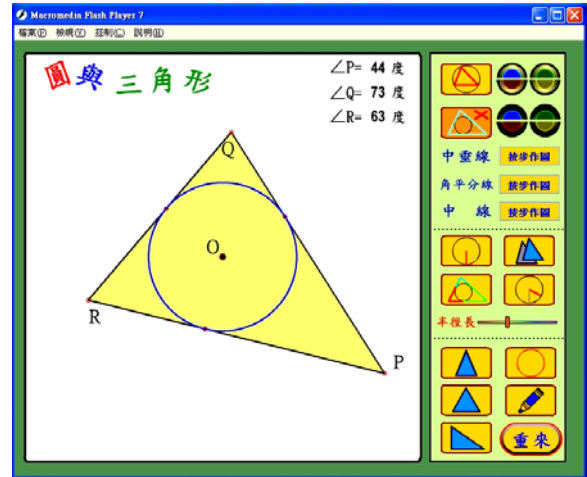 Macromedia Flash Player 7
檔案(F) 檢視(V) 控制(C) 說明(H)
圓與三角形
∠P= 44 度
∠Q= 73 度
∠R= 63 度
Q
O
R
P
中垂線 按步作圖
角平分線 按步作圖
中 線 按步作圖
半徑長
重來